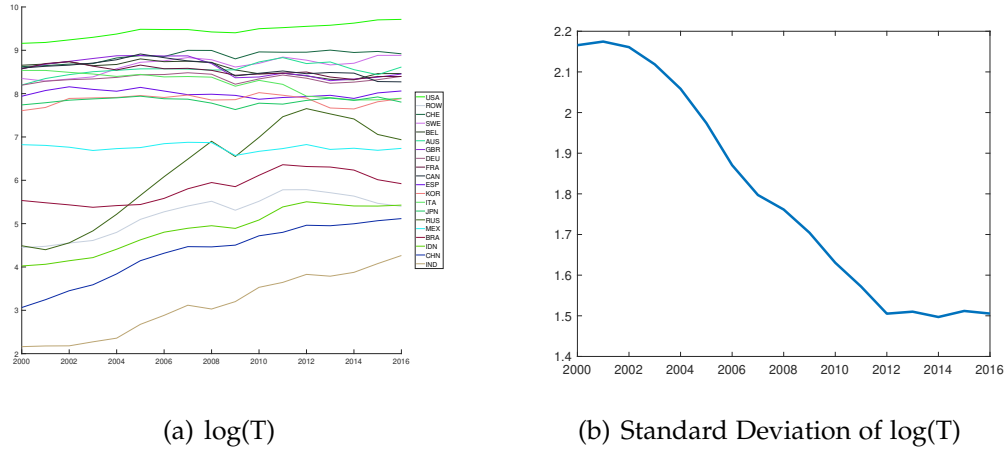 10
9
8
7
6
5
4
3
2
2000 2002 2004 2006 2008 2010 2012 2014 2016
USA
ROW
CHE
SWE
BEL
AUS
GBR
DEU
FRA
CAN
ESP
KOR
ITA
JPN
RUS
MEX
BRA
IDN
CHN
IND
(a) log(T)
2.2
2.1
2
1.9
1.8
1.7
1.6
1.5
1.4
2000 2002 2004 2006 2008 2010 2012 2014 2016
(b) Standard Deviation of log(T)